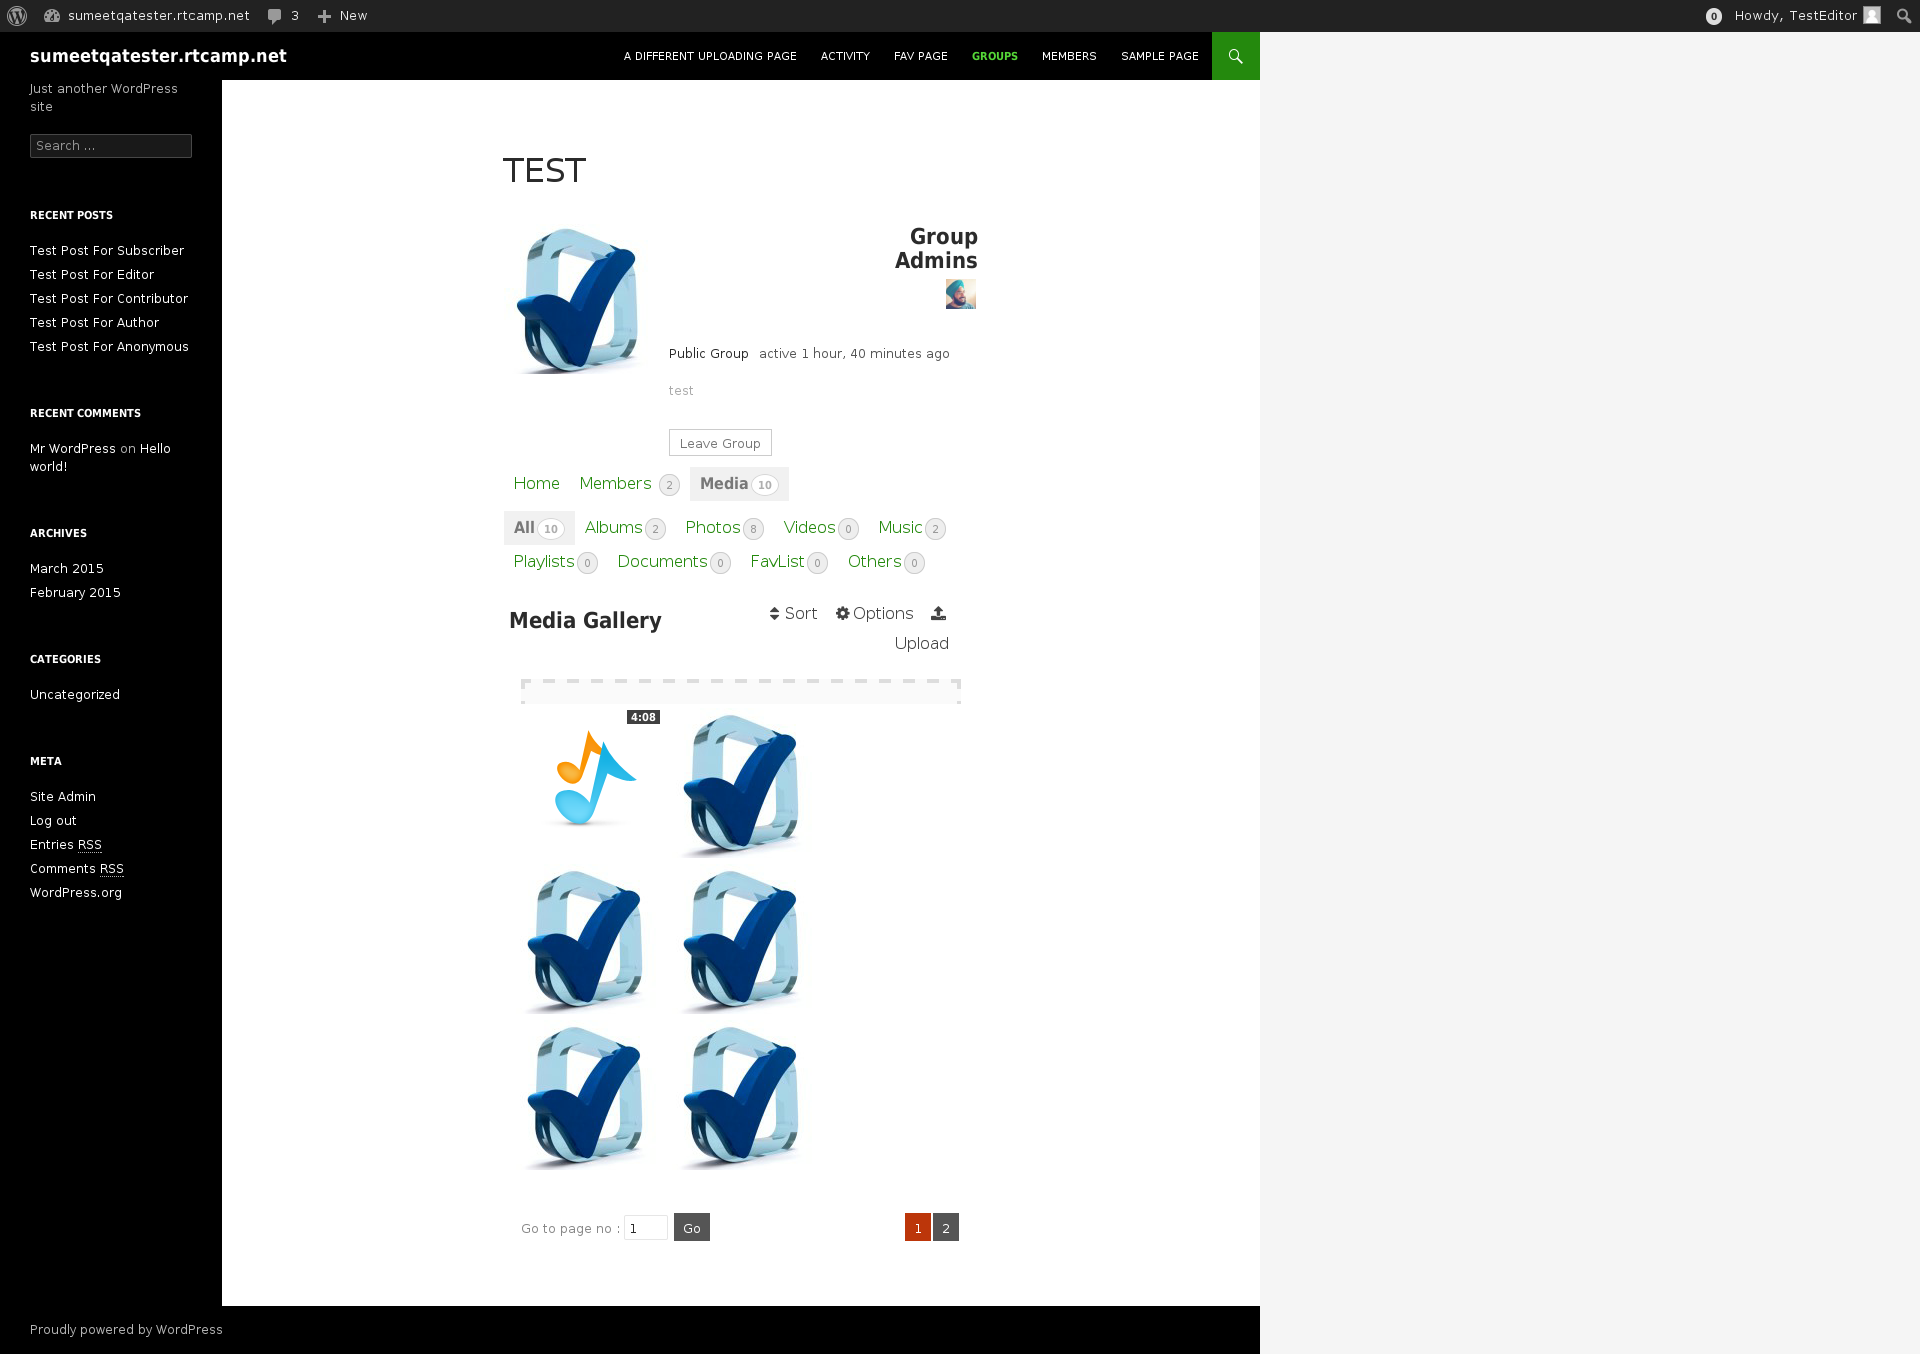 sumeetqatester.rtcamp.net 3 New 0 Howdy, TestEditor
sumeetqatester.rtcamp.net A DIFFERENT UPLOADING PAGE ACTIVITY FAV PAGE GROUPS MEMBERS SAMPLE PAGE
Just another WordPress
site
Search ...
RECENT POSTS
Test Post For Subscriber
Test Post For Editor
Test Post For Contributor
Test Post For Author
Test Post For Anonymous
RECENT COMMENTS
Mr WordPress on Hello
world!
ARCHIVES
March 2015
February 2015
CATEGORIES
Uncategorized
META
Site Admin
Log out
Entries RSS
Comments RSS
WordPress.org
TEST
Group
Admins
Public Group active 1 hour, 40 minutes ago
test
Leave Group
Home Members 2 Media 10
All 10 Albums 2 Photos 8 Videos 0 Music 2
Playlists 0 Documents 0 FavList 0 Others 0
Media Gallery Sort Options
Upload
4:08
Go to page no : 1 Go 1 2
Proudly powered by WordPress